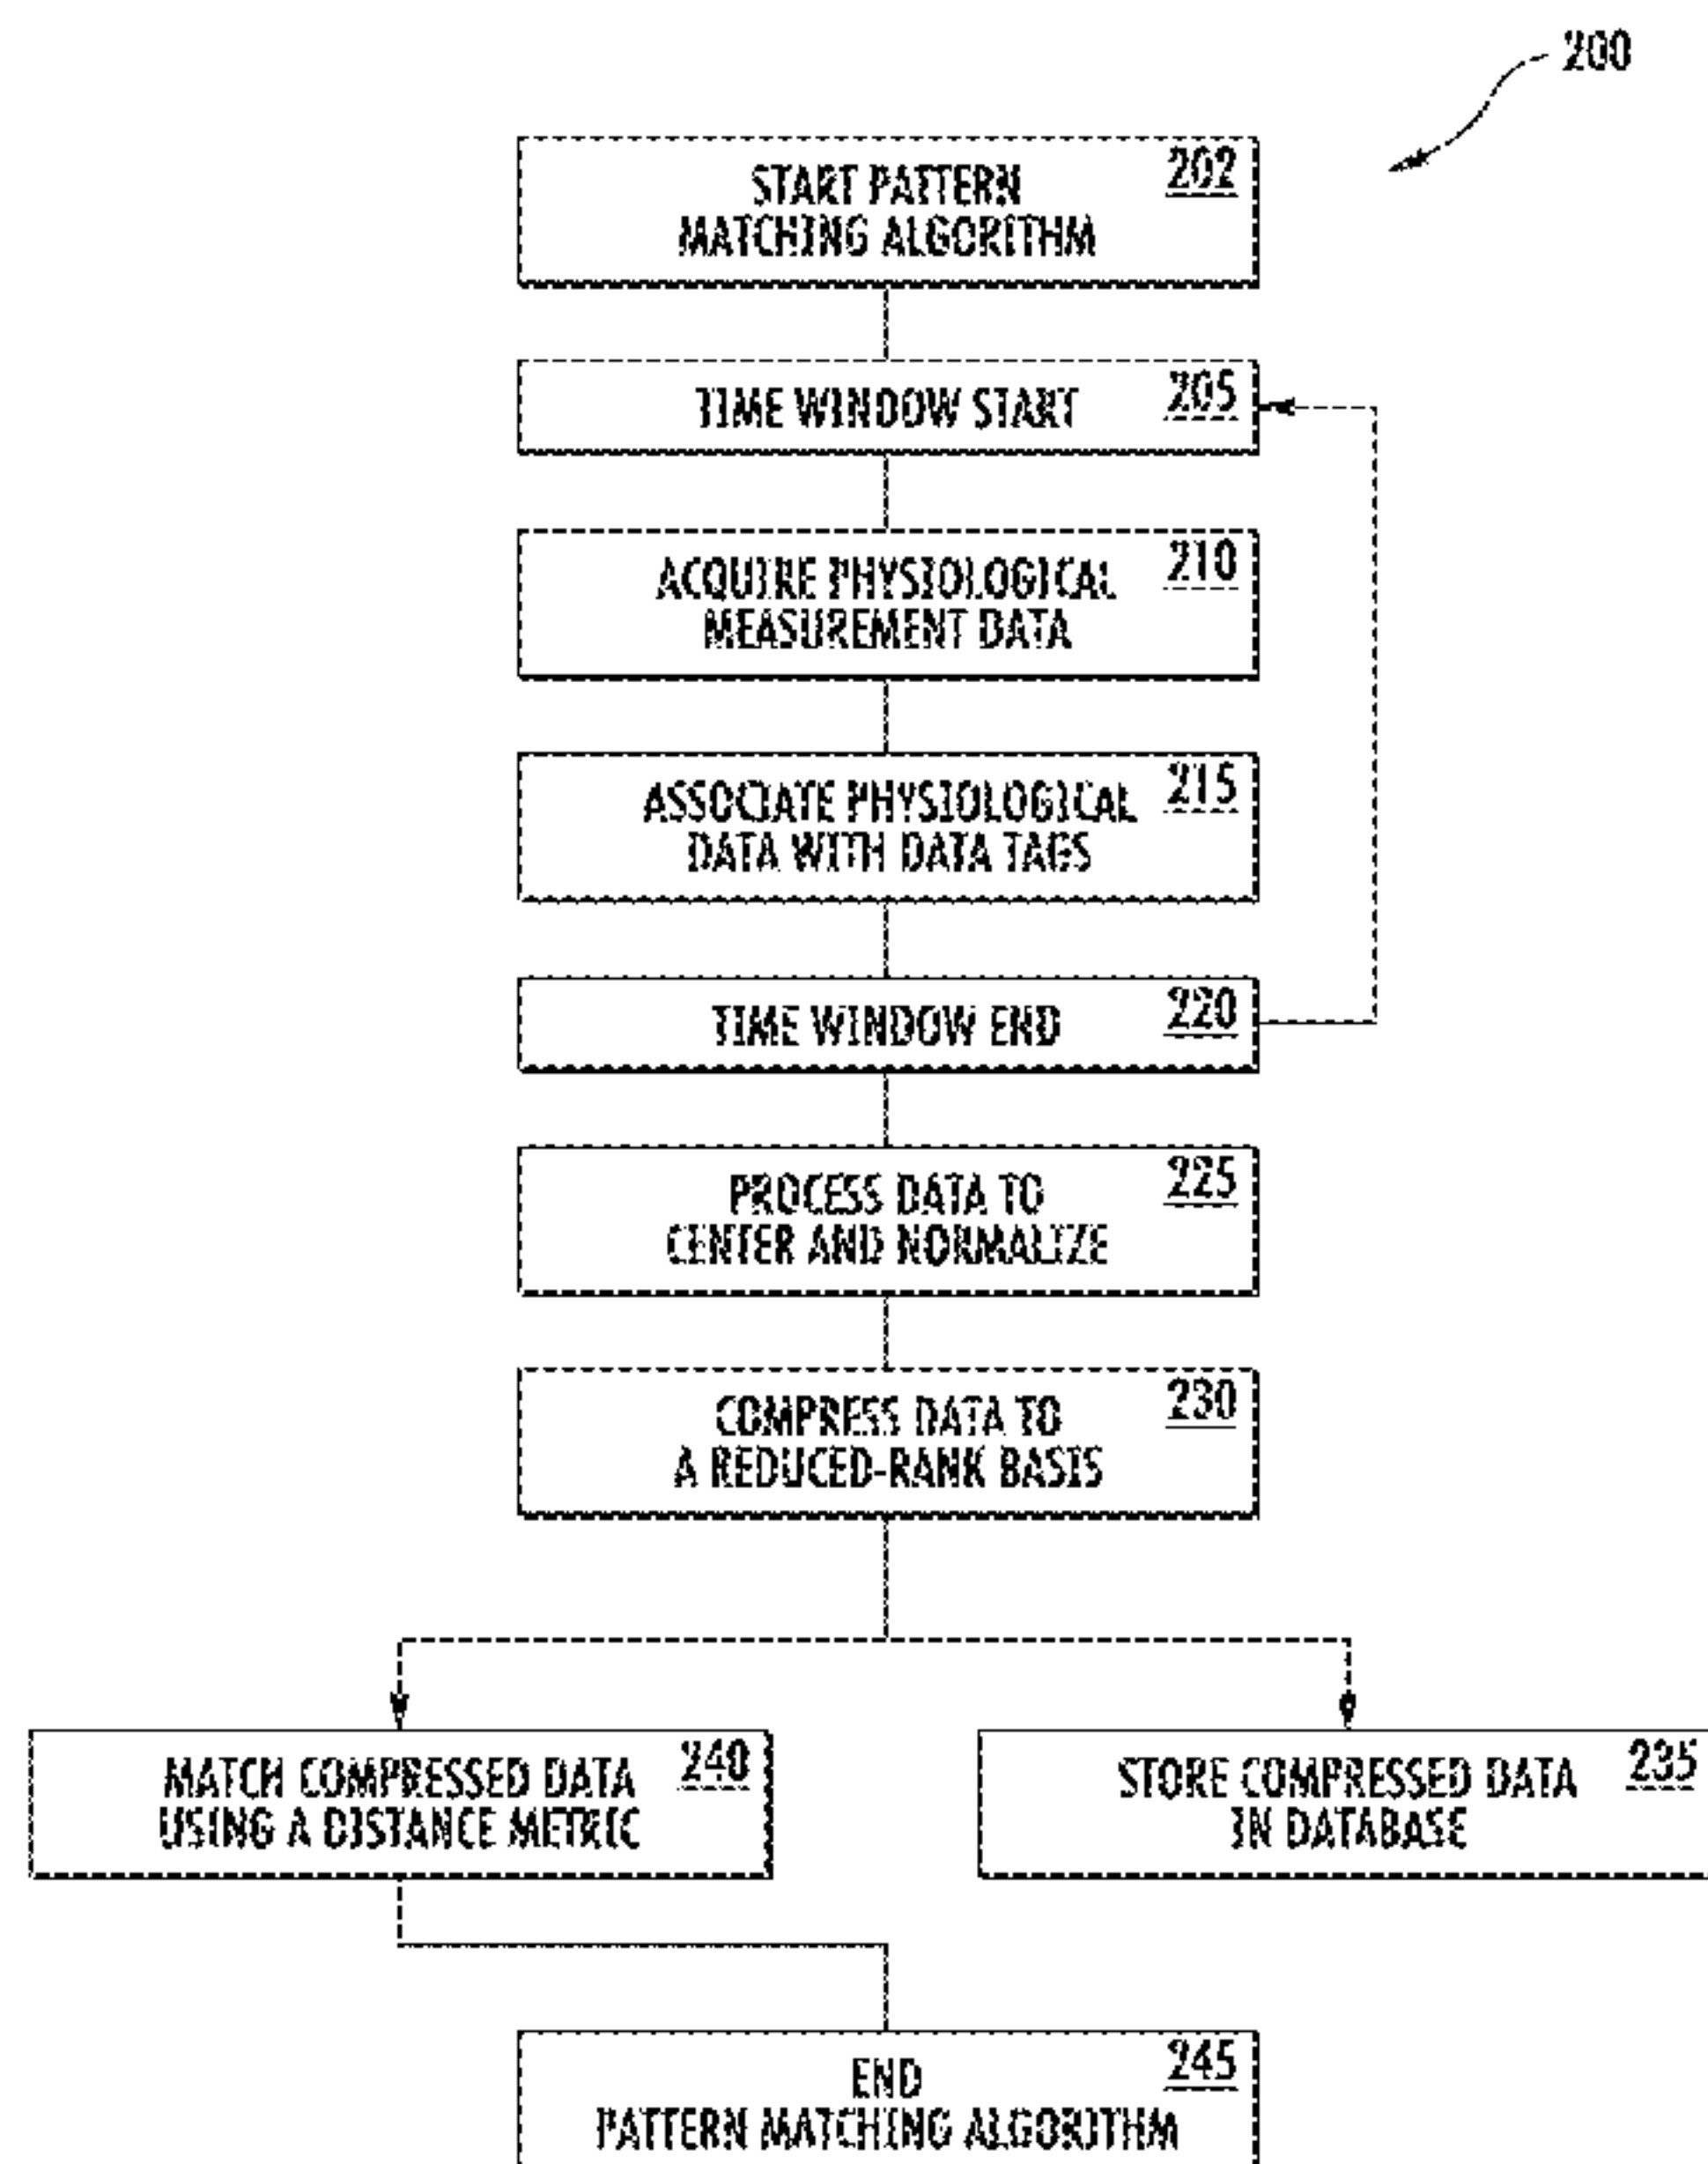 200
202
START PATTERN
MATCHING ALGORITHM
205
TIME WINDOW START
210
ACQUIRE PHYSIOLOGICAL
MEASUREMENT DATA
215
ASSOCIATE PHYSIOLOGICAL
DATA WITH DATA TAGS
220
TIME WINDOW END
225
PROCESS DATA TO
CENTER AND NORMALIZE
230
COMPRESS DATA TO
A REDUCED-RANK BASIS
240
MATCH COMPRESSED DATA
USING A DISTANCE METRIC
235
STORE COMPRESSED DATA
IN DATABASE
245
END
PATTERN MATCHING ALGORITHM